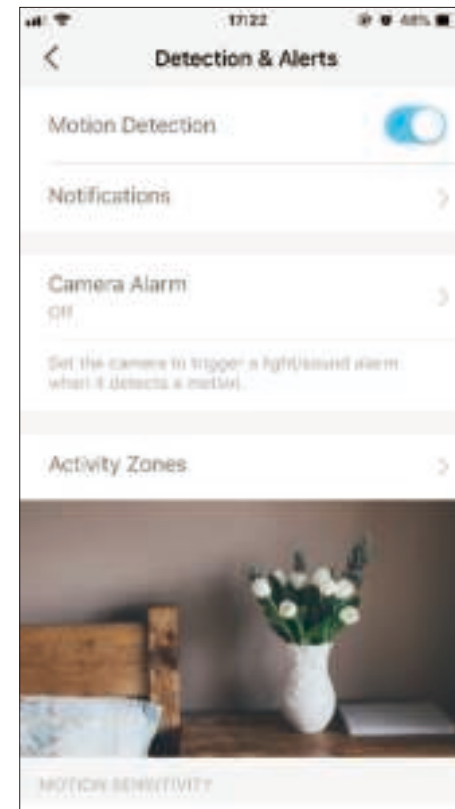 17:22 48%
Detection & Alerts
Motion Detection
Notifications
Camera Alarm
Off
Set the camera to trigger a light/sound alarm
when it detects a motion.
Activity Zones
MOTION SENSITIVITY